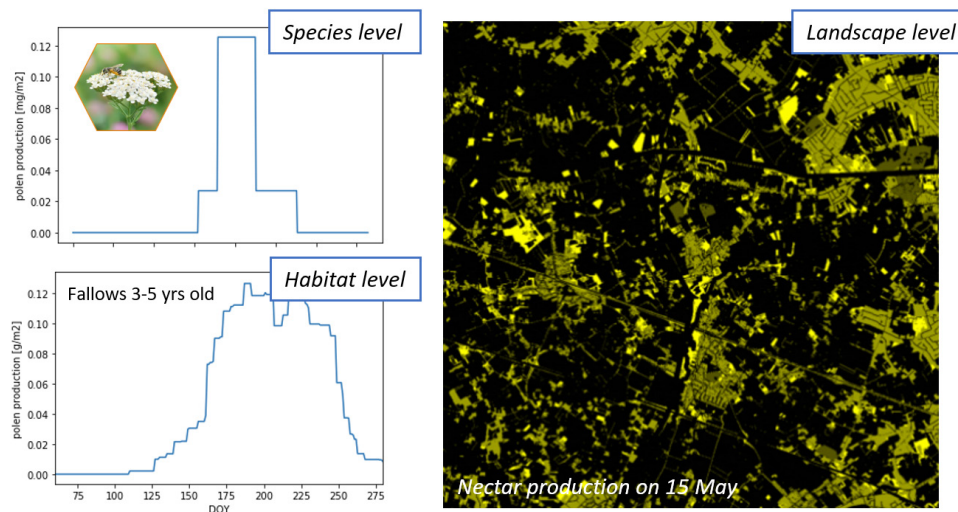 Species level
polen production [mg/m2]
0.12
0.10
0.08
0.06
0.04
0.02
0.00
Habitat level
Fallows 3-5 yrs old
polen production [g/m2]
0.12
0.10
0.08
0.06
0.04
0.02
0.00
75
100
125
150
175
200
225
250
275
DOY
Landscape level
Nectar production on 15 May